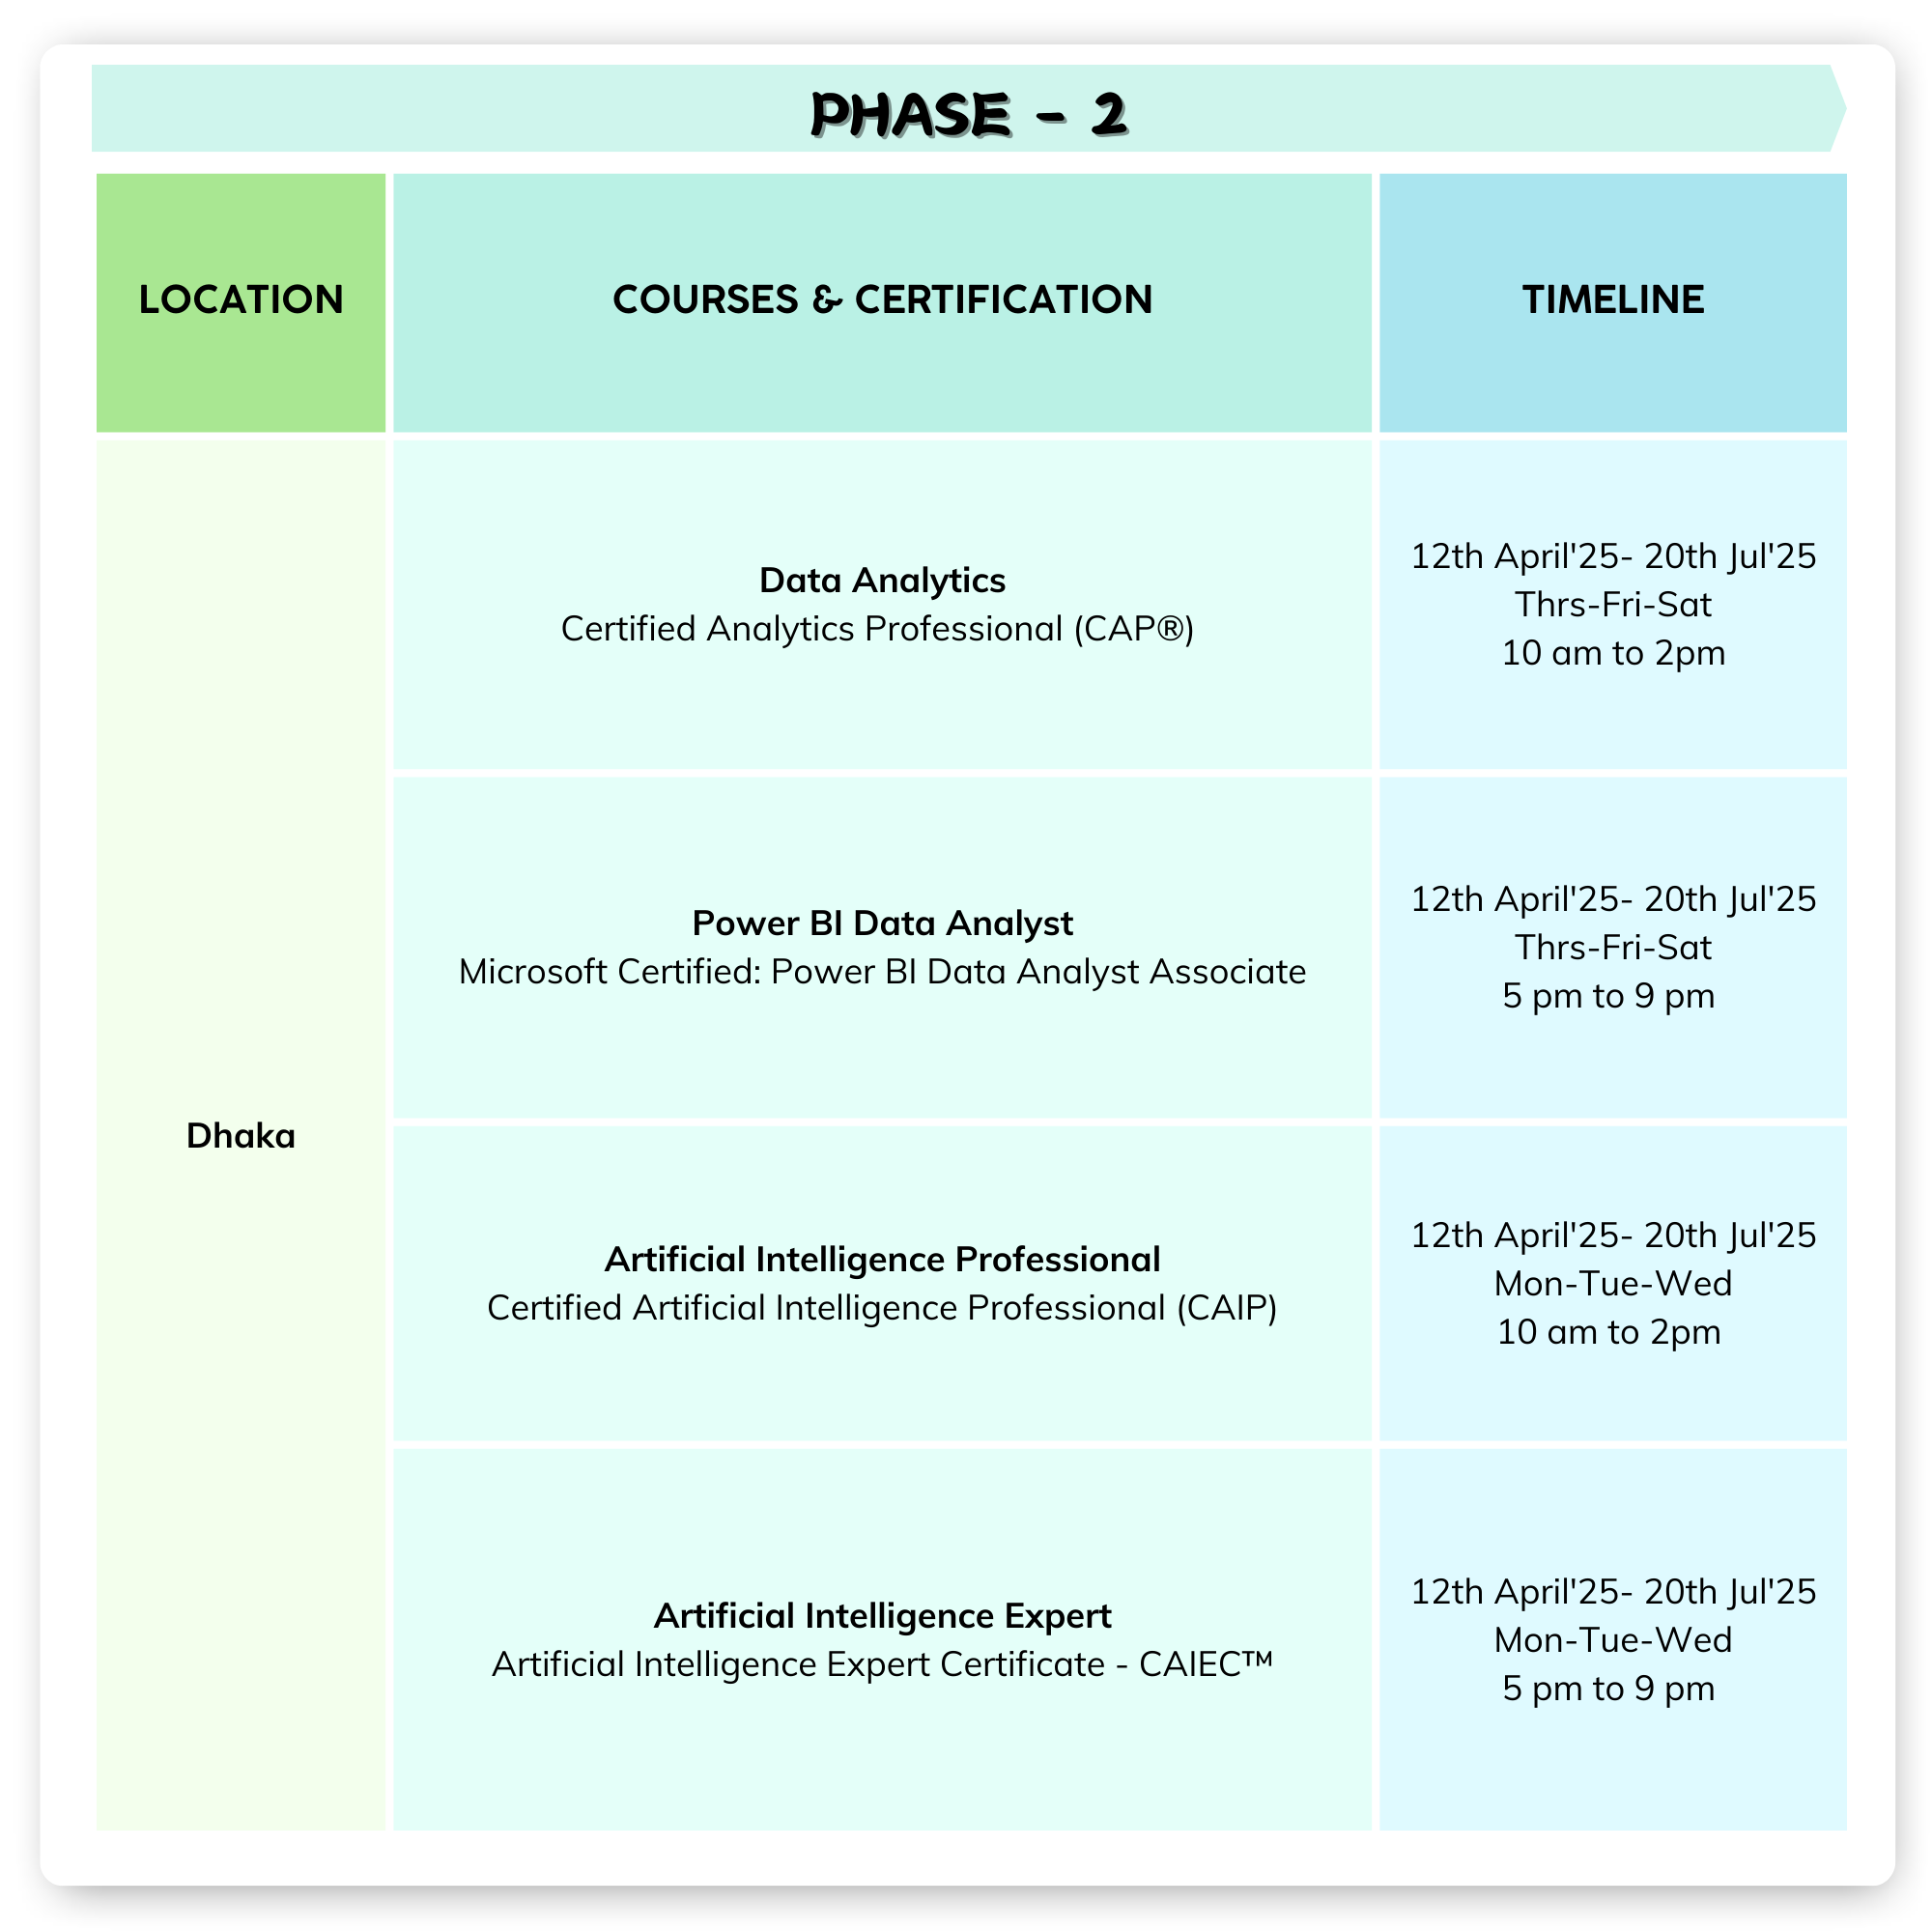 PHASE - 2
LOCATION
COURSES & CERTIFICATION
TIMELINE
Dhaka
Data Analytics
Certified Analytics Professional (CAP®)
12th April'25- 20th Jul'25
Thrs-Fri-Sat
10 am to 2pm
Power BI Data Analyst
Microsoft Certified: Power BI Data Analyst Associate
12th April'25- 20th Jul'25
Thrs-Fri-Sat
5 pm to 9 pm
Artificial Intelligence Professional
Certified Artificial Intelligence Professional (CAIP)
12th April'25- 20th Jul'25
Mon-Tue-Wed
10 am to 2pm
Artificial Intelligence Expert
Artificial Intelligence Expert Certificate - CAIEC™
12th April'25- 20th Jul'25
Mon-Tue-Wed
5 pm to 9 pm